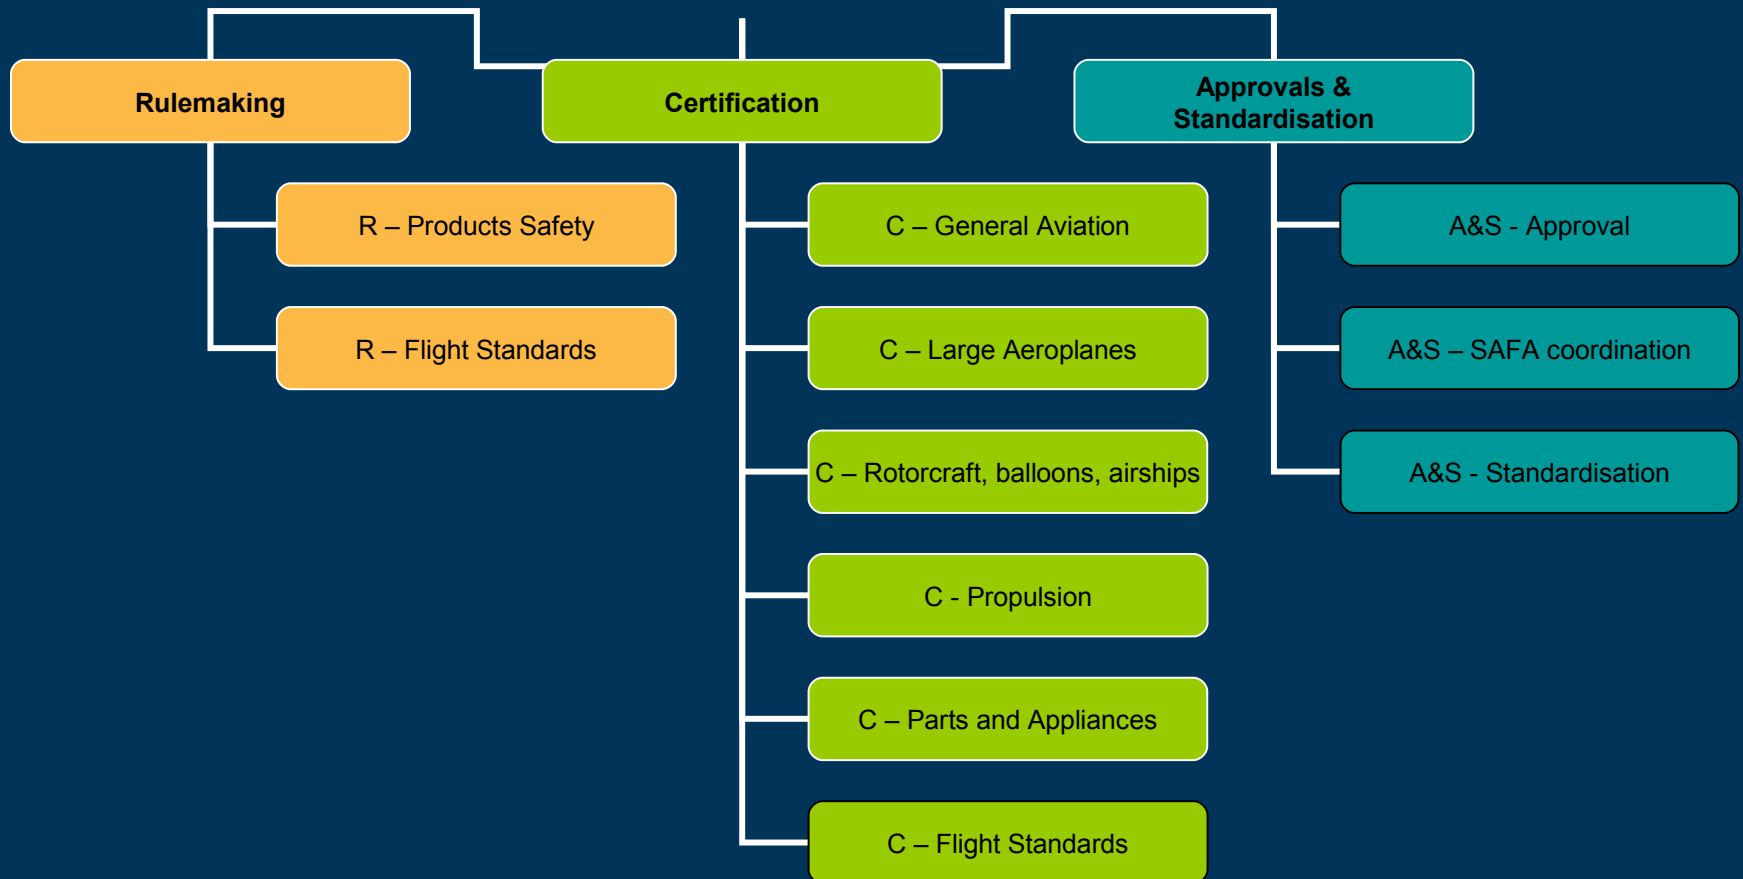 Rulemaking
Certification
Approvals &
Standardisation
R – Products Safety
C – General Aviation
A&S - Approval
R – Flight Standards
C – Large Aeroplanes
A&S – SAFA coordination
C – Rotorcraft, balloons, airships
A&S - Standardisation
C - Propulsion
C – Parts and Appliances
C – Flight Standards